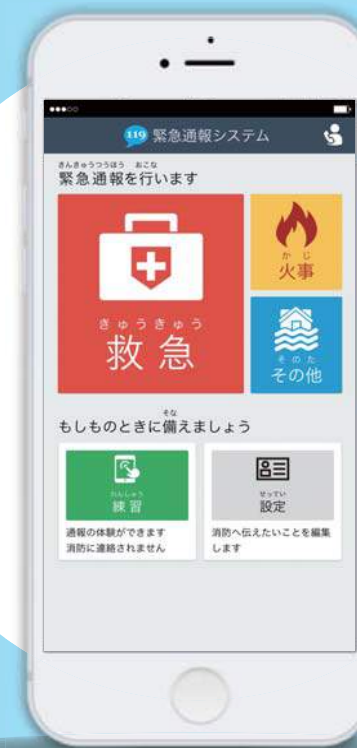 119 緊急通報システム
きんきゅうつうほう おこな
緊急通報を行います
きゅうきゅう
救急
かじ
火事
そのた
その他
そな
もしものときに備えましょう
れんしゅう
練習
通報の体験ができます
消防に連絡されません
せってい
設定
消防へ伝えたいことを編集
します